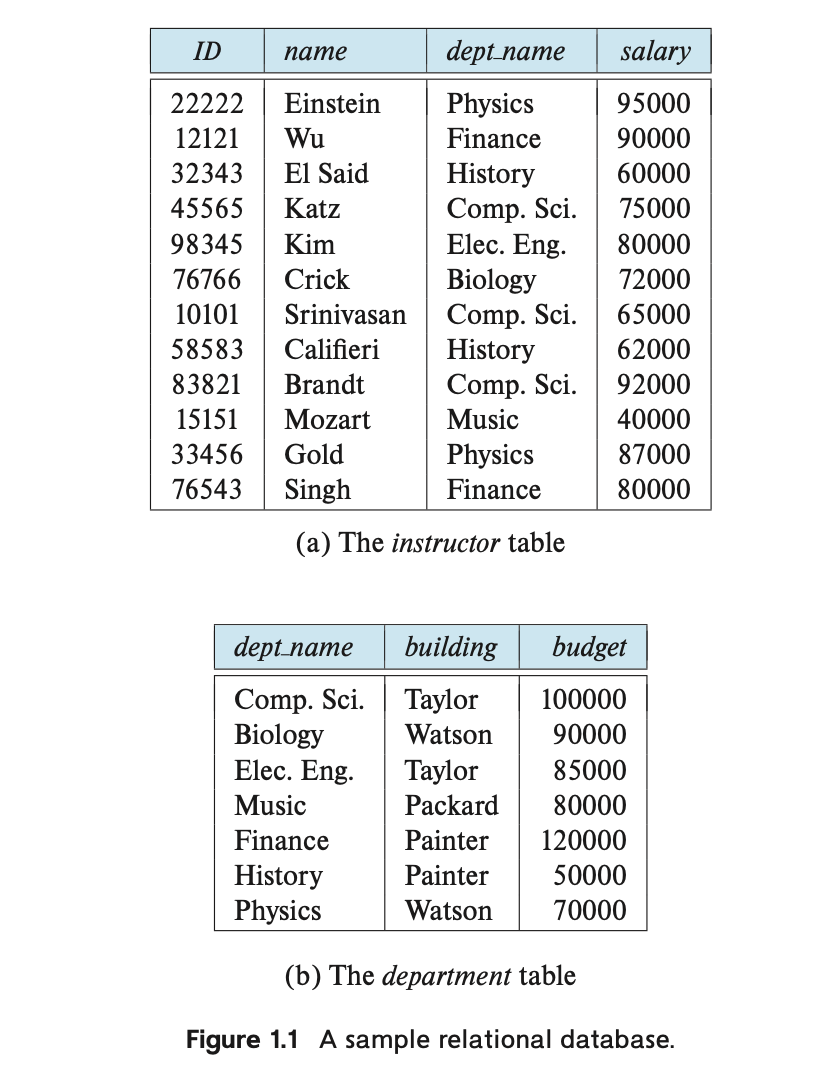 ID name dept_name salary
22222 Einstein Physics 95000
12121 Wu Finance 90000
32343 El Said History 60000
45565 Katz Comp. Sci. 75000
98345 Kim Elec. Eng. 80000
76766 Crick Biology 72000
10101 Srinivasan Comp. Sci. 65000
58583 Califieri History 62000
83821 Brandt Comp. Sci. 92000
15151 Mozart Music 40000
33456 Gold Physics 87000
76543 Singh Finance 80000
(a) The instructor table
dept_name building budget
Comp. Sci. Taylor 100000
Biology Watson 90000
Elec. Eng. Taylor 85000
Music Packard 80000
Finance Painter 120000
History Painter 50000
Physics Watson 70000
(b) The department table
Figure 1.1 A sample relational database.